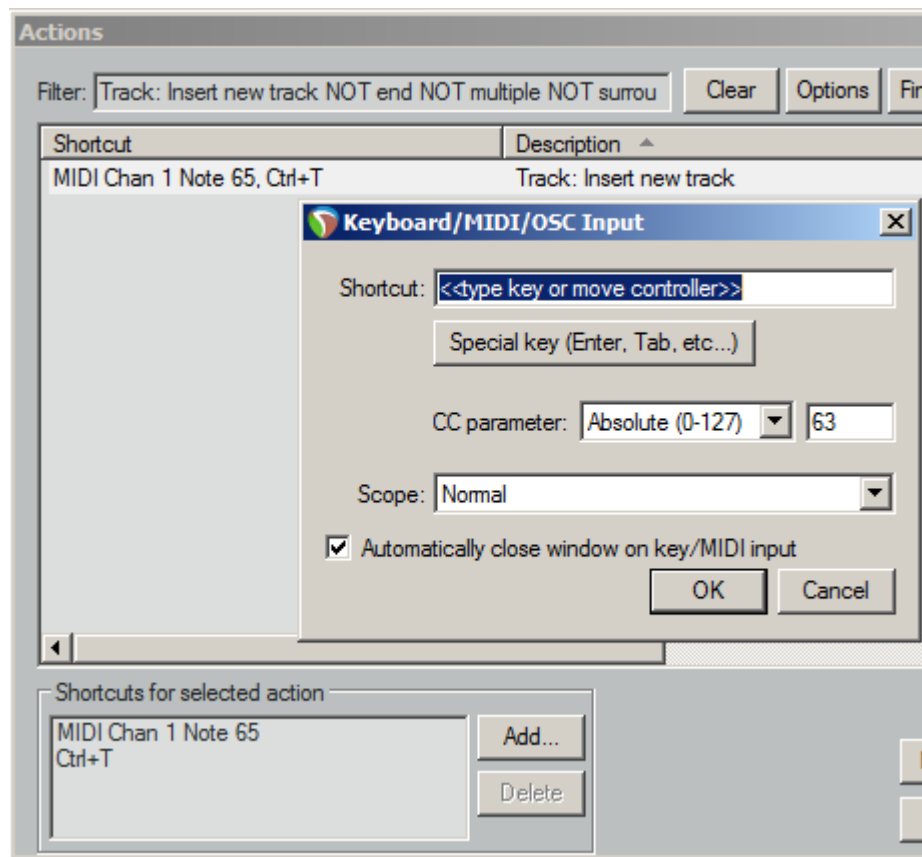 Actions
Filter: Track: Insert new track NOT end NOT multiple NOT surrou Clear Options
Shortcut Description
MIDI Chan 1 Note 65, Ctrl+T Track: Insert new track
Keyboard/MIDI/OSC Input
Shortcut: <<type key or move controller>>
Special key (Enter, Tab, etc...)
CC parameter: Absolute (0-127) 63
Scope: Normal
Automatically close window on key/MIDI input
OK Cancel
Shortcuts for selected action
MIDI Chan 1 Note 65
Ctrl+T
Add...
Delete